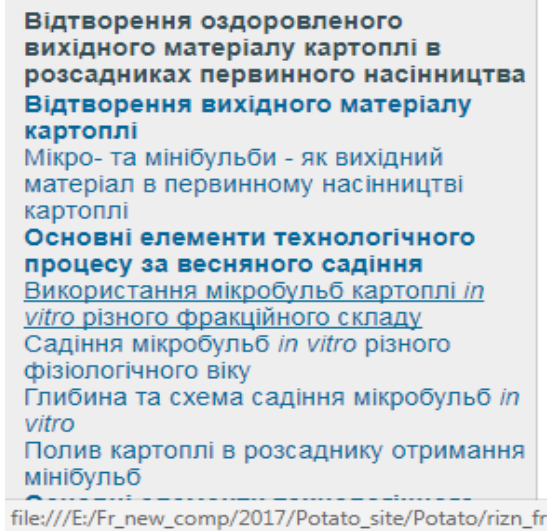 Відтворення оздоровленого
вихідного матеріалу картоплі в
розсадниках первинного насінництва
Відтворення вихідного матеріалу
картоплі
Мікро- та мінібульби - як вихідний
матеріал в первинному насінництві
картоплі
Основні елементи технологічного
процесу за весняного садіння
Використання мікробульб картоплі in
vitro різного фракційного складу
Садіння мікробульб in vitro різного
фізіологічного віку
Глибина та схема садіння мікробульб in
vitro
Полив картоплі в розсаднику отримання
мінібульб
Основні елементи технологічного
file:///E:/Fr_new_comp/2017/Potato_site/Potato/rizn_fr